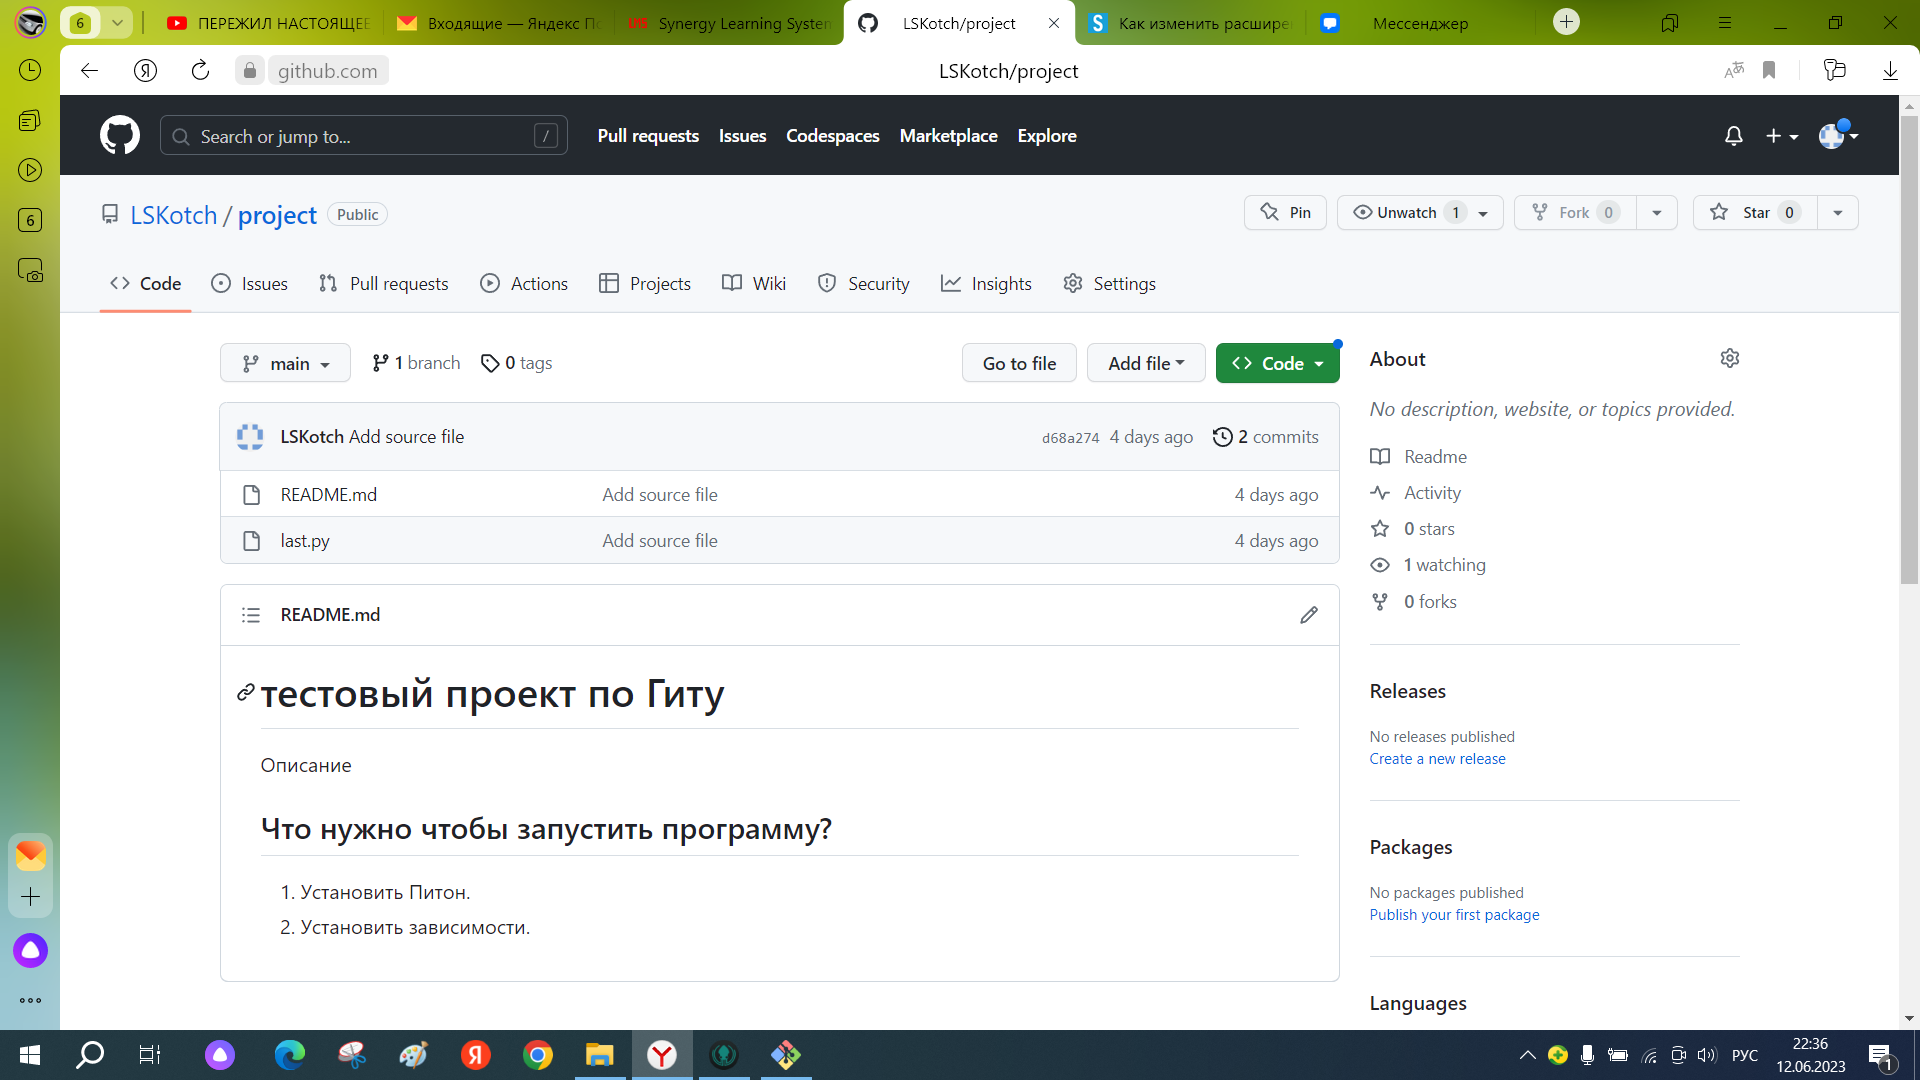 6
ПЕРЕЖИЛ НАСТОЯЩЕЕ
Входящие — Яндекс По
U15 Synergy Learning System
LSKotch/project
S Как изменить расшире
Мессенджер
Я
github.com
LSKotch/project
6
Search or jump to...
/
Pull requests
Issues
Codespaces
Marketplace
Explore
LSKotch / project
Public
Pin
Unwatch 1
Fork 0
Star 0
Code
Issues
Pull requests
Actions
Projects
Wiki
Security
Insights
Settings
main
1 branch
0 tags
Go to file
Add file
Code
About
No description, website, or topics provided.
LSKotch Add source file
d68a274 4 days ago
2 commits
Readme
README.md
Add source file
4 days ago
Activity
last.py
Add source file
4 days ago
0 stars
1 watching
0 forks
README.md
тестовый проект по Гиту
Описание
Что нужно чтобы запустить программу?
1. Установить Питон.
2. Установить зависимости.
Releases
No releases published
Create a new release
Packages
No packages published
Publish your first package
Languages
Я
РУС
22:36
12.06.2023
1